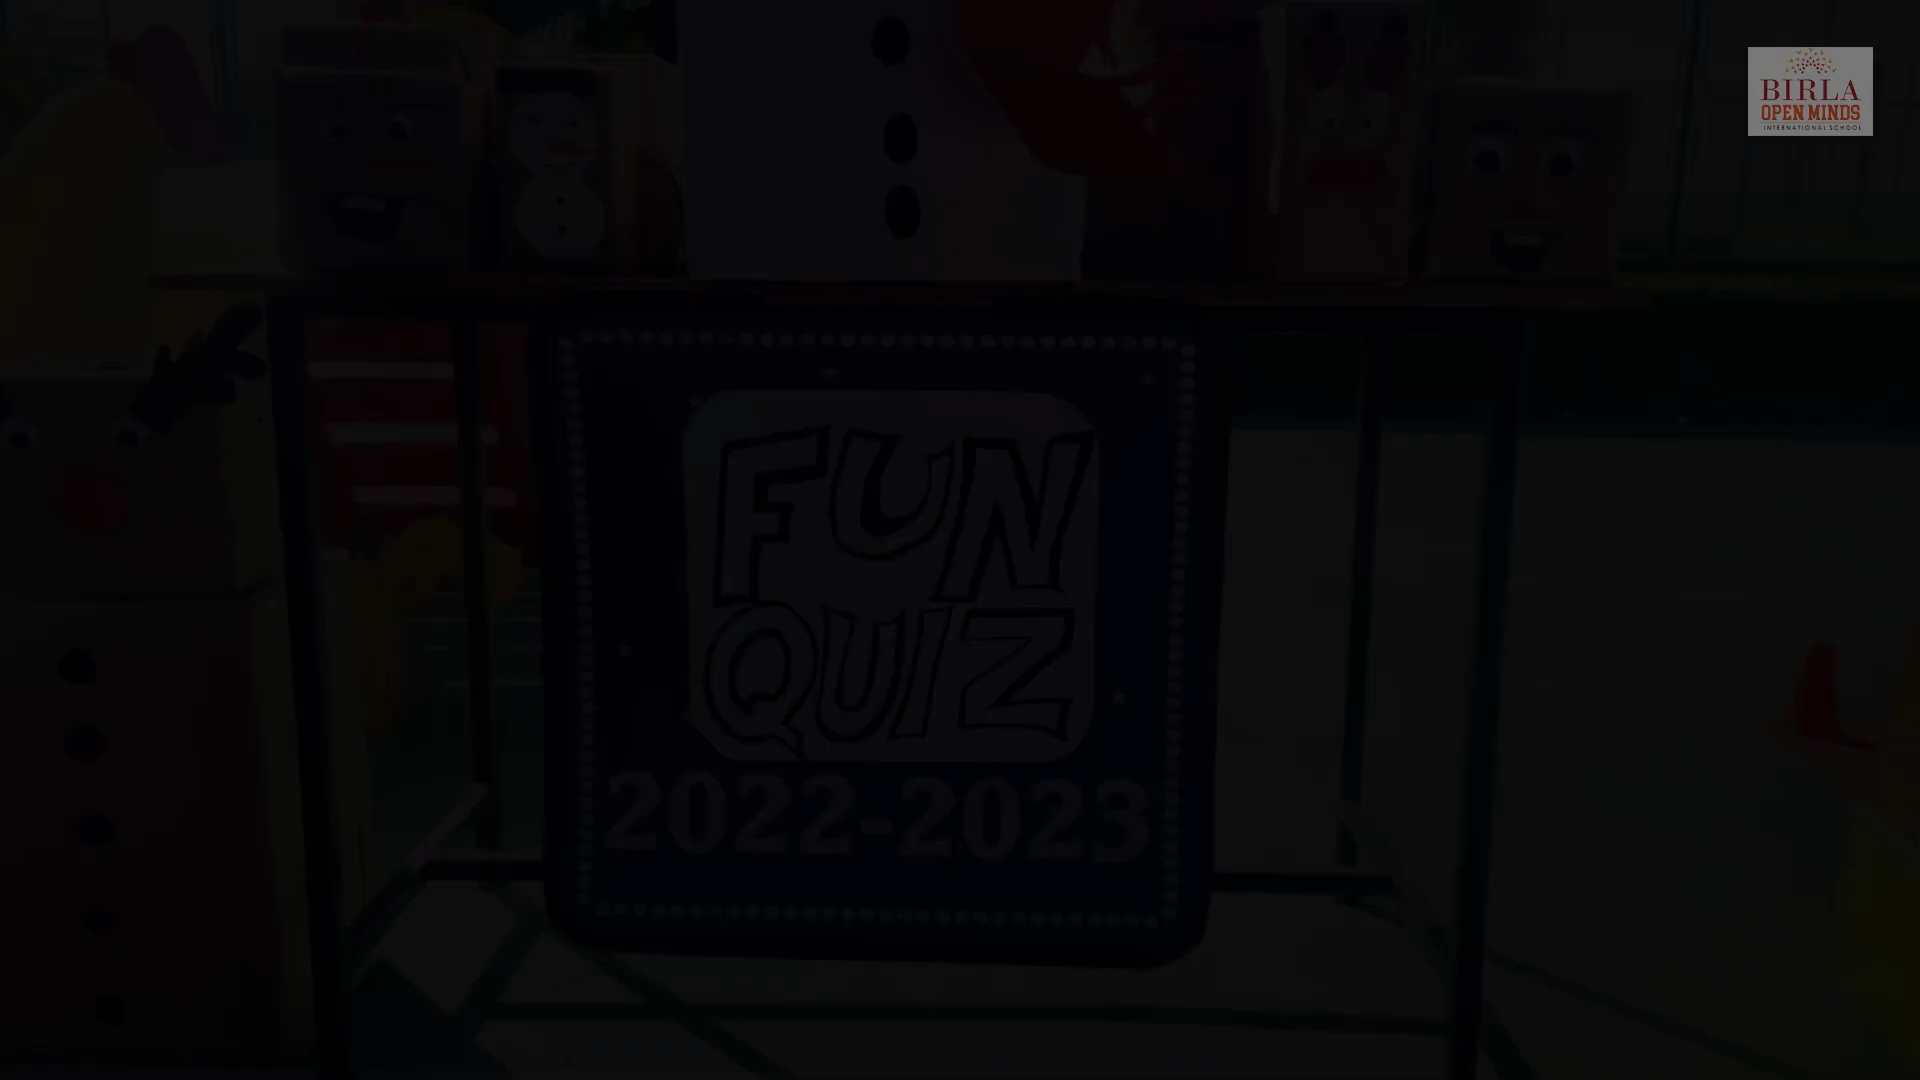 BIRLA
OPEN MINDS
INTERNATIONAL SCHOOL
FUN
QUIZ
2022-2023